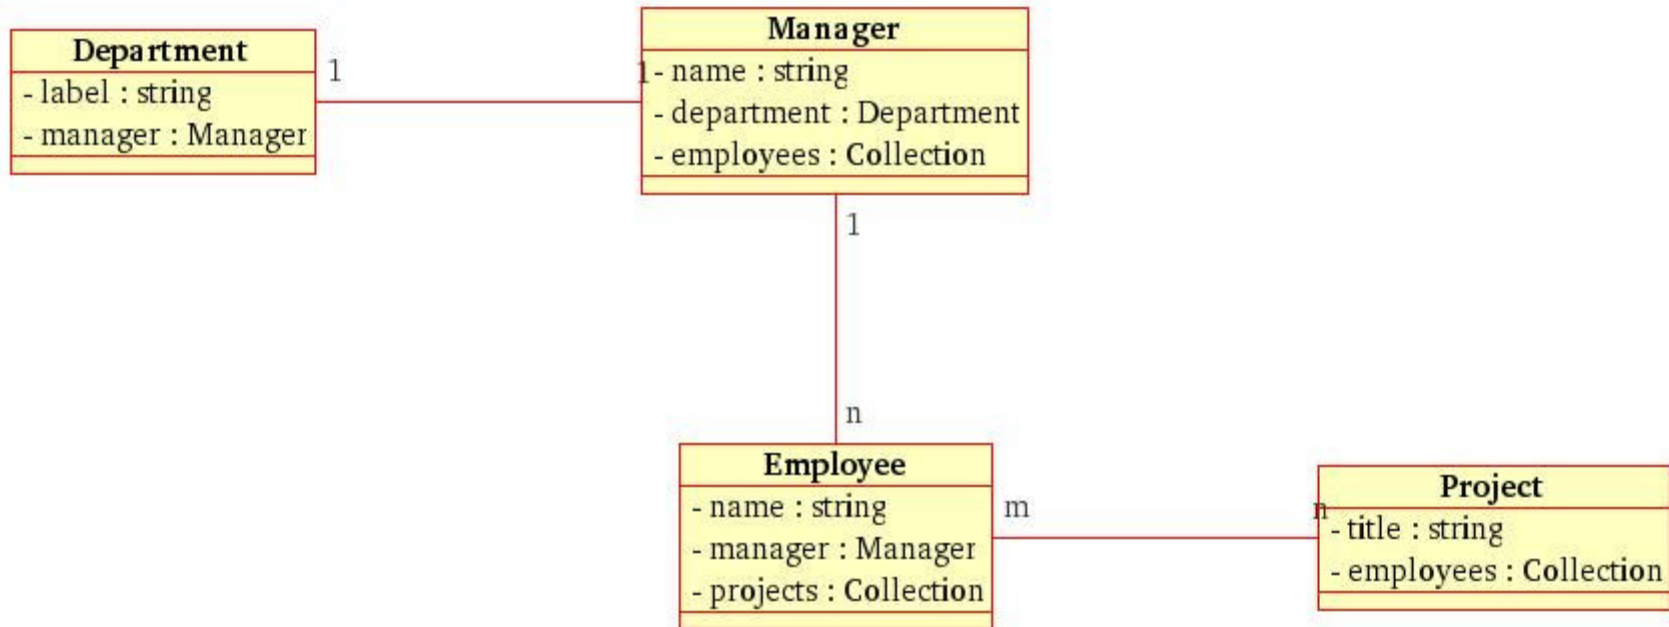 Department
- label : string
- manager : Manager
1
1
Manager
- name : string
- department : Department
- employees : Collection
1
n
Employee
- name : string
- manager : Manager
- projects : Collection
m
n
Project
- title : string
- employees : Collection